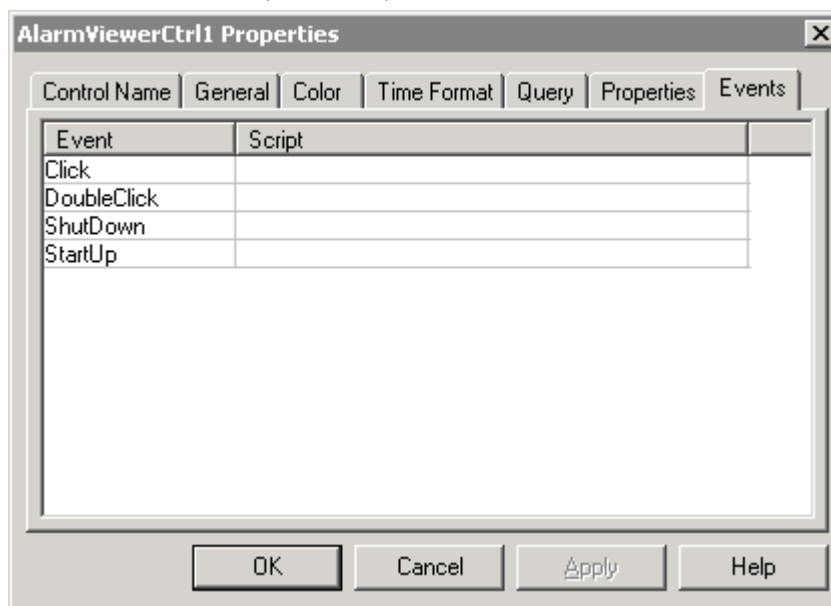 AlarmViewerCtrl1 Properties
Control Name General Color Time Format Query Properties Events
Event Script
Click
DoubleClick
ShutDown
StartUp
OK Cancel Apply Help